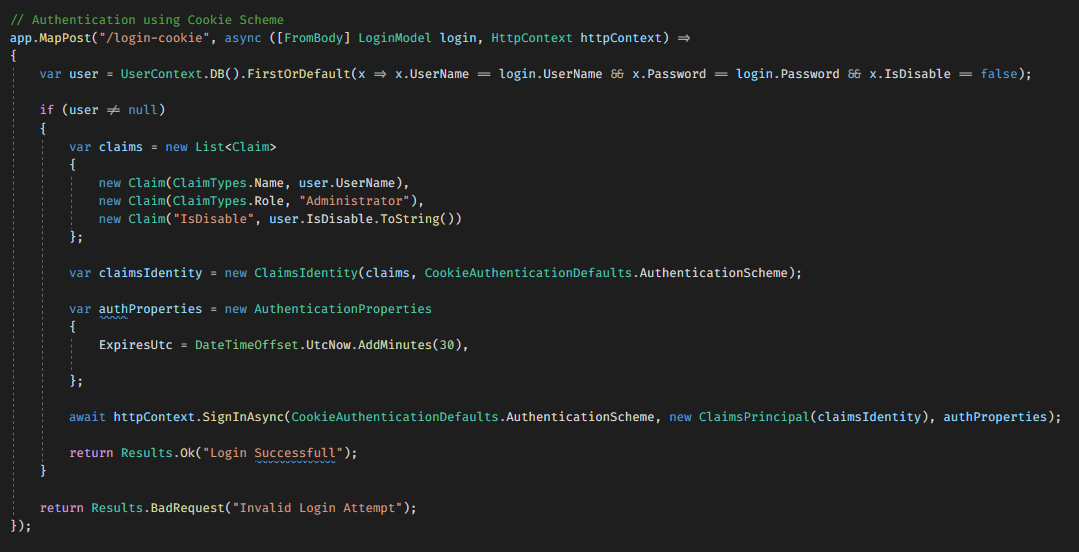 // Authentication using Cookie Scheme
app.MapPost("/login-cookie", async ([FromBody] LoginModel login, HttpContext httpContext) =>
{
    var user = UserContext.DB().FirstOrDefault(x => x.UserName == login.UserName && x.Password == login.Password && x.IsDisable == false);
    if (user != null)
    {
        var claims = new List<Claim>
        {
            new Claim(ClaimTypes.Name, user.UserName),
            new Claim(ClaimTypes.Role, "Administrator"),
            new Claim("IsDisable", user.IsDisable.ToString())
        };
        var claimsIdentity = new ClaimsIdentity(claims, CookieAuthenticationDefaults.AuthenticationScheme);
        var authProperties = new AuthenticationProperties
        {
            ExpiresUtc = DateTimeOffset.UtcNow.AddMinutes(30),
        };
        await httpContext.SignInAsync(CookieAuthenticationDefaults.AuthenticationScheme, new ClaimsPrincipal(claimsIdentity), authProperties);
        return Results.Ok("Login Successfull");
    }
    return Results.BadRequest("Invalid Login Attempt");
});